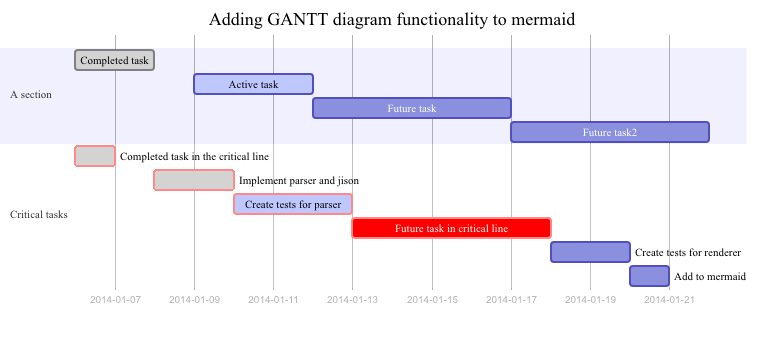 Adding GANTT diagram functionality to mermaid
Completed task
Active task
A section
Future task
Future task2
Completed task in the critical line
Implement parser and jison
Create tests for parser
Critical tasks
Future task in critical line
Create tests for renderer
Add to mermaid
2014-01-07 2014-01-09 2014-01-11 2014-01-13 2014-01-15 2014-01-17 2014-01-19 2014-01-21